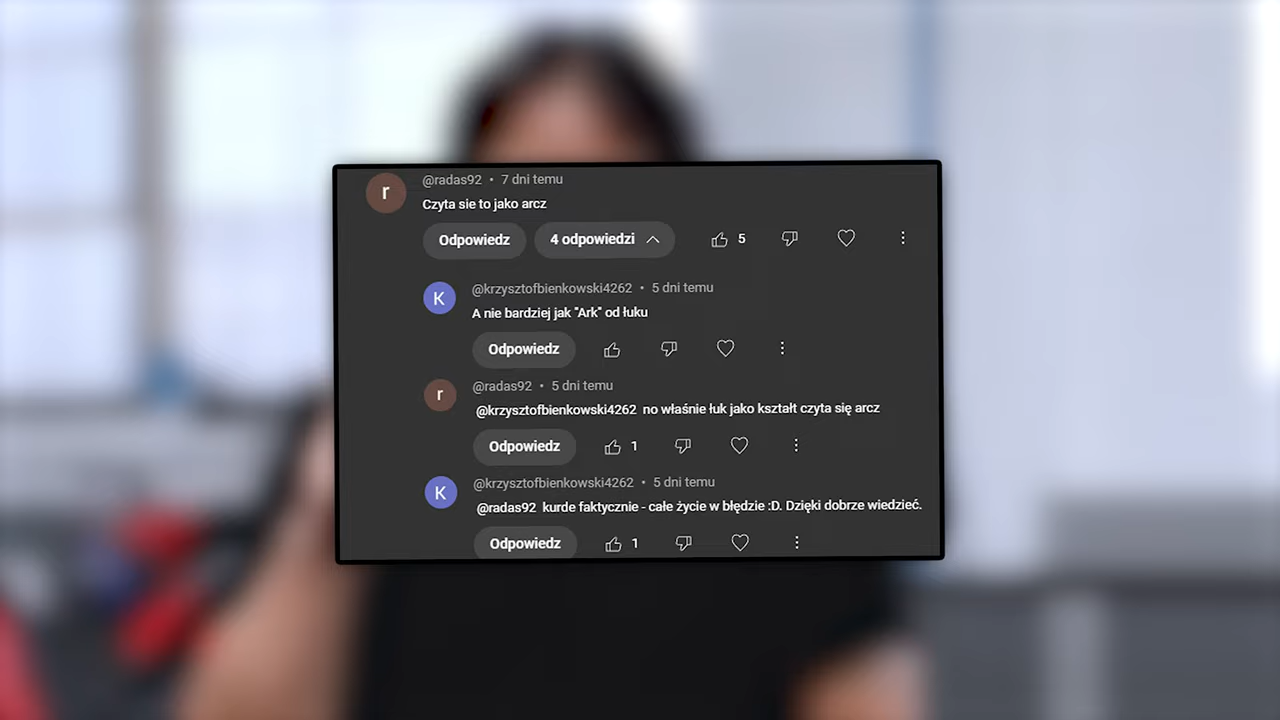 r
@radas92 • 7 dni temu
Czyta sie to jako arcz
Odpowiedz
4 odpowiedzi
5
K
@krzysztofbienkowski4262 • 5 dni temu
A nie bardziej jak "Ark" od łuku
Odpowiedz
r
@radas92 • 5 dni temu
@krzysztofbienkowski4262 no właśnie łuk jako kształt czyta się arcz
Odpowiedz
1
K
@krzysztofbienkowski4262 • 5 dni temu
@radas92 kurde faktycznie - całe życie w błędzie :D. Dzięki dobrze wiedzieć.
Odpowiedz
1